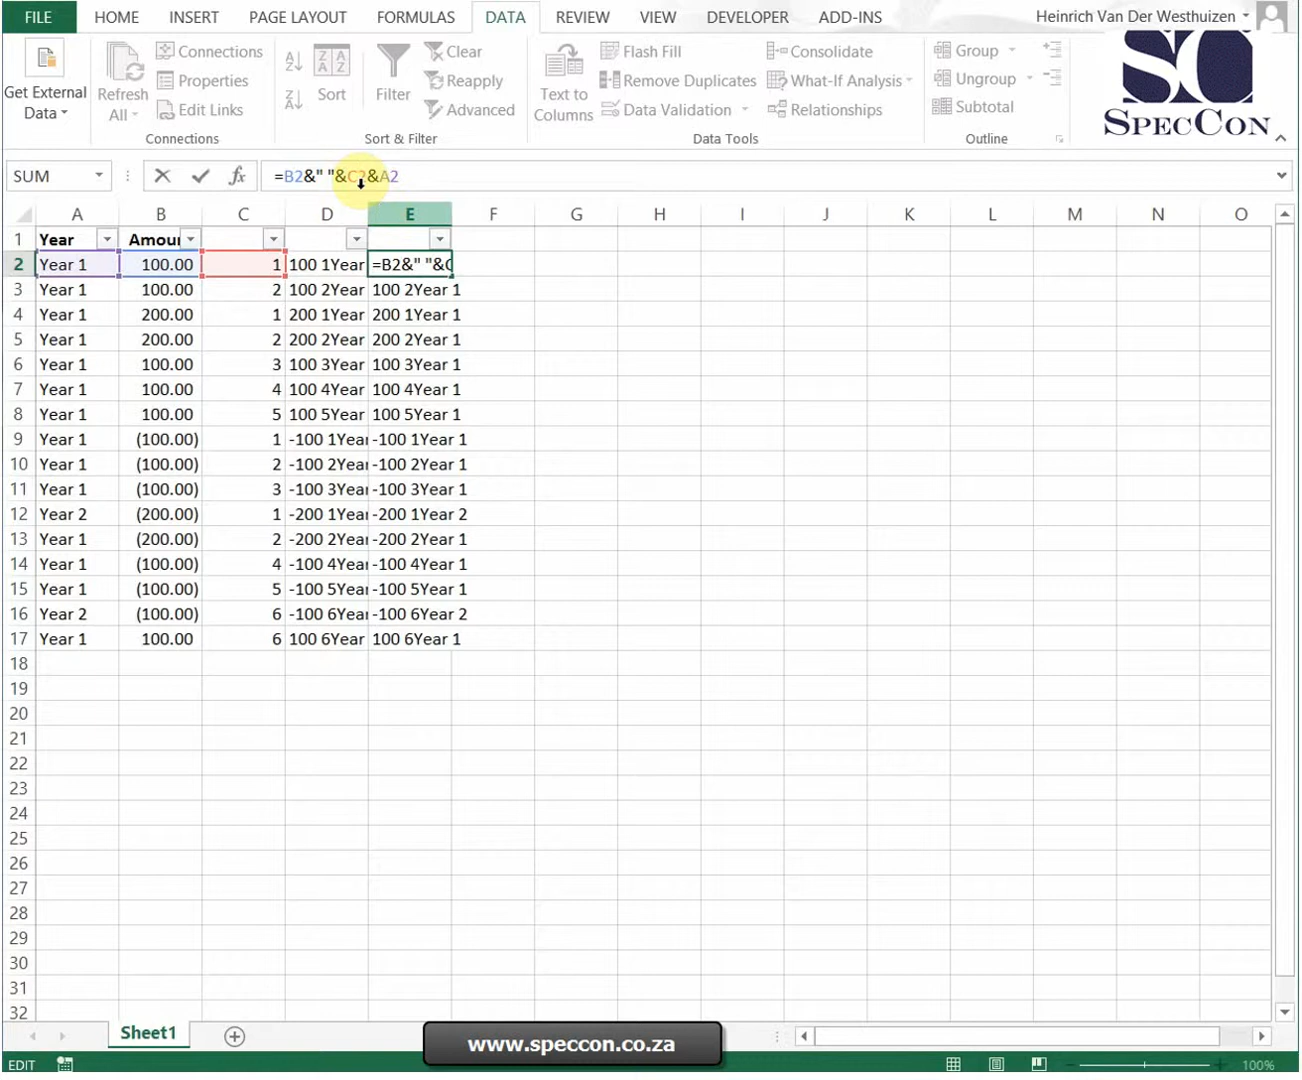 FILE HOME INSERT PAGE LAYOUT FORMULAS DATA REVIEW VIEW DEVELOPER ADD-INS Heinrich Van Der Westhuizen
SC
SPECCON
Get External Data
Refresh All
Connections
Properties
Edit Links
Connections
Sort
Filter
Clear
Reapply
Advanced
Sort & Filter
Text to Columns
Flash Fill
Remove Duplicates
Data Validation
Consolidate
What-If Analysis
Relationships
Data Tools
Group
Ungroup
Subtotal
Outline
SUM fx =B2&" "&C2&A2
A B C D E F G H I J K L M N O
1 Year Amou
2 Year 1 100.00 1 100 1Year =B2&" "&C
3 Year 1 100.00 2 100 2Year 100 2Year 1
4 Year 1 200.00 1 200 1Year 200 1Year 1
5 Year 1 200.00 2 200 2Year 200 2Year 1
6 Year 1 100.00 3 100 3Year 100 3Year 1
7 Year 1 100.00 4 100 4Year 100 4Year 1
8 Year 1 100.00 5 100 5Year 100 5Year 1
9 Year 1 (100.00) 1 -100 1Year -100 1Year 1
10 Year 1 (100.00) 2 -100 2Year -100 2Year 1
11 Year 1 (100.00) 3 -100 3Year -100 3Year 1
12 Year 2 (200.00) 1 -200 1Year -200 1Year 2
13 Year 1 (200.00) 2 -200 2Year -200 2Year 1
14 Year 1 (100.00) 4 -100 4Year -100 4Year 1
15 Year 1 (100.00) 5 -100 5Year -100 5Year 1
16 Year 2 (100.00) 6 -100 6Year -100 6Year 2
17 Year 1 100.00 6 100 6Year 100 6Year 1
18
19
20
21
22
23
24
25
26
27
28
29
30
31
32
Sheet1
www.speccon.co.za
EDIT 100%